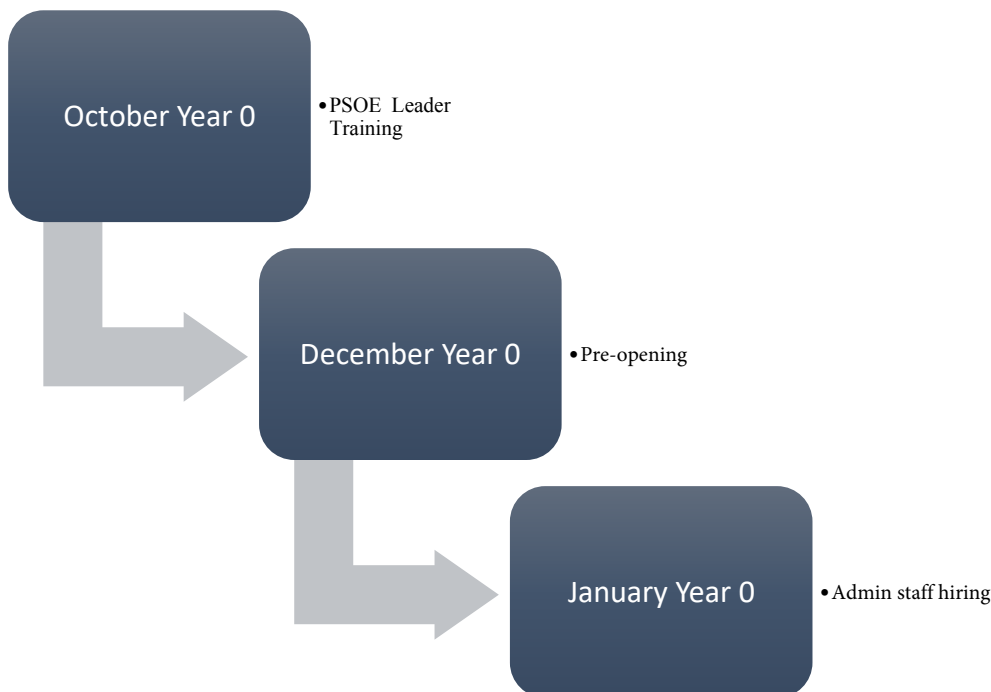 October Year 0
•PSOE Leader
Training
December Year 0
•Pre-opening
January Year 0
•Admin staff hiring